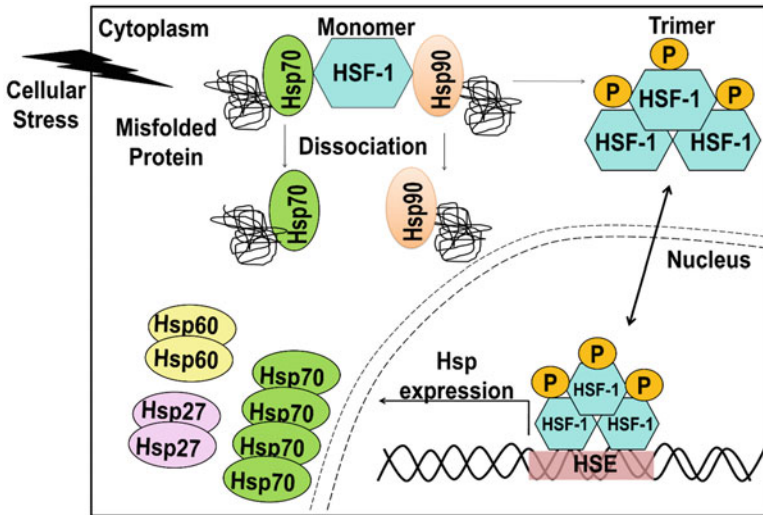 Cytoplasm
Monomer
Trimer
Cellular
Stress
Hsp70
HSF-1
Hsp90
P
P
P
HSF-1
HSF-1
HSF-1
Misfolded
Protein
Dissociation
Hsp70
Hsp90
Nucleus
Hsp60
Hsp60
Hsp27
Hsp27
Hsp70
Hsp70
Hsp70
Hsp70
Hsp
expression
P
P
P
HSF-1
HSF-1
HSF-1
HSE